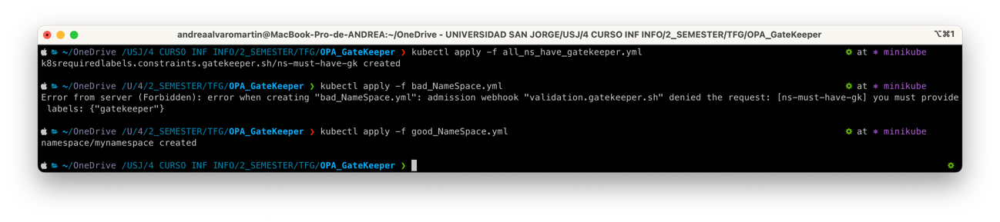 andreaalvaromartin@MacBook-Pro-de-ANDREA:~/OneDrive - UNIVERSIDAD SAN JORGE/USJ/4 CURSO INF INFO/2_SEMESTER/TFG/OPA_GateKeeper ⌥⌘1
~/OneDrive /USJ/4 CURSO INF INFO/2_SEMESTER/TFG/OPA_GateKeeper ❯ kubectl apply -f all_ns_have_gatekeeper.yml at ⎈ minikube
k8srequiredlabels.constraints.gatekeeper.sh/ns-must-have-gk created
~/OneDrive /U/4/2_SEMESTER/TFG/OPA_GateKeeper ❯ kubectl apply -f bad_NameSpace.yml at ⎈ minikube
Error from server (Forbidden): error when creating "bad_NameSpace.yml": admission webhook "validation.gatekeeper.sh" denied the request: [ns-must-have-gk] you must provide
labels: {"gatekeeper"}
~/OneDrive /U/4/2_SEMESTER/TFG/OPA_GateKeeper ❯ kubectl apply -f good_NameSpace.yml at ⎈ minikube
namespace/mynamespace created
~/OneDrive /USJ/4 CURSO INF INFO/2_SEMESTER/TFG/OPA_GateKeeper ❯